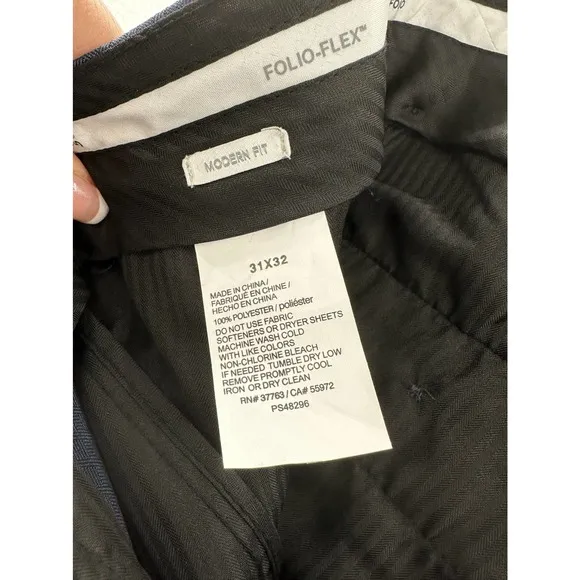 FOLIO-FLEX™
MODERN FIT
31X32
MADE IN CHINA /
FABRIQUÉ EN CHINE /
HECHO EN CHINA
100% POLYESTER / poliéster
DO NOT USE FABRIC
SOFTENERS OR DRYER SHEETS
MACHINE WASH COLD
WITH LIKE COLORS
NON-CHLORINE BLEACH
IF NEEDED TUMBLE DRY LOW
REMOVE PROMPTLY COOL
IRON OR DRY CLEAN
RN# 37763 / CA# 55972
PS48296